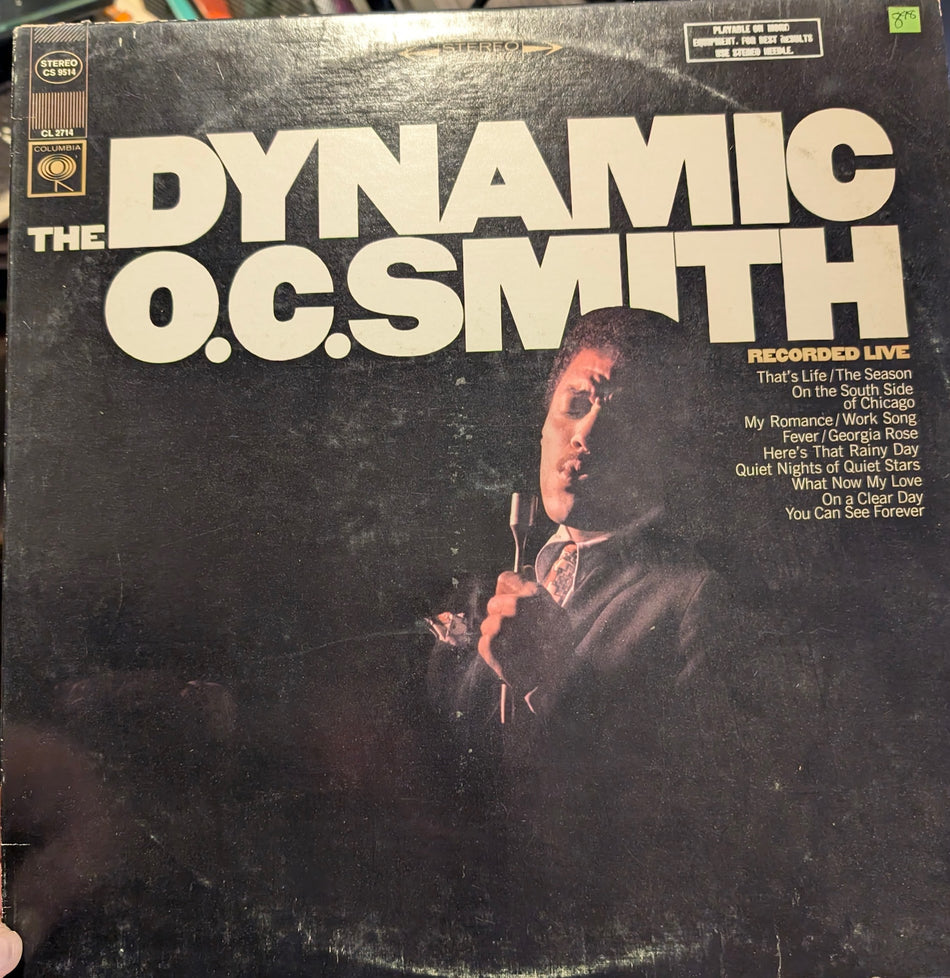 STEREO
CS 9514
CL 2714
COLUMBIA
STEREO
PLAYABLE ON MONO
EQUIPMENT. FOR BEST RESULTS
USE STEREO NEEDLE.
898
THE DYNAMIC
O.C.SMITH
RECORDED LIVE
That's Life/The Season
On the South Side
of Chicago
My Romance/Work Song
Fever/Georgia Rose
Here's That Rainy Day
Quiet Nights of Quiet Stars
What Now My Love
On a Clear Day
You Can See Forever